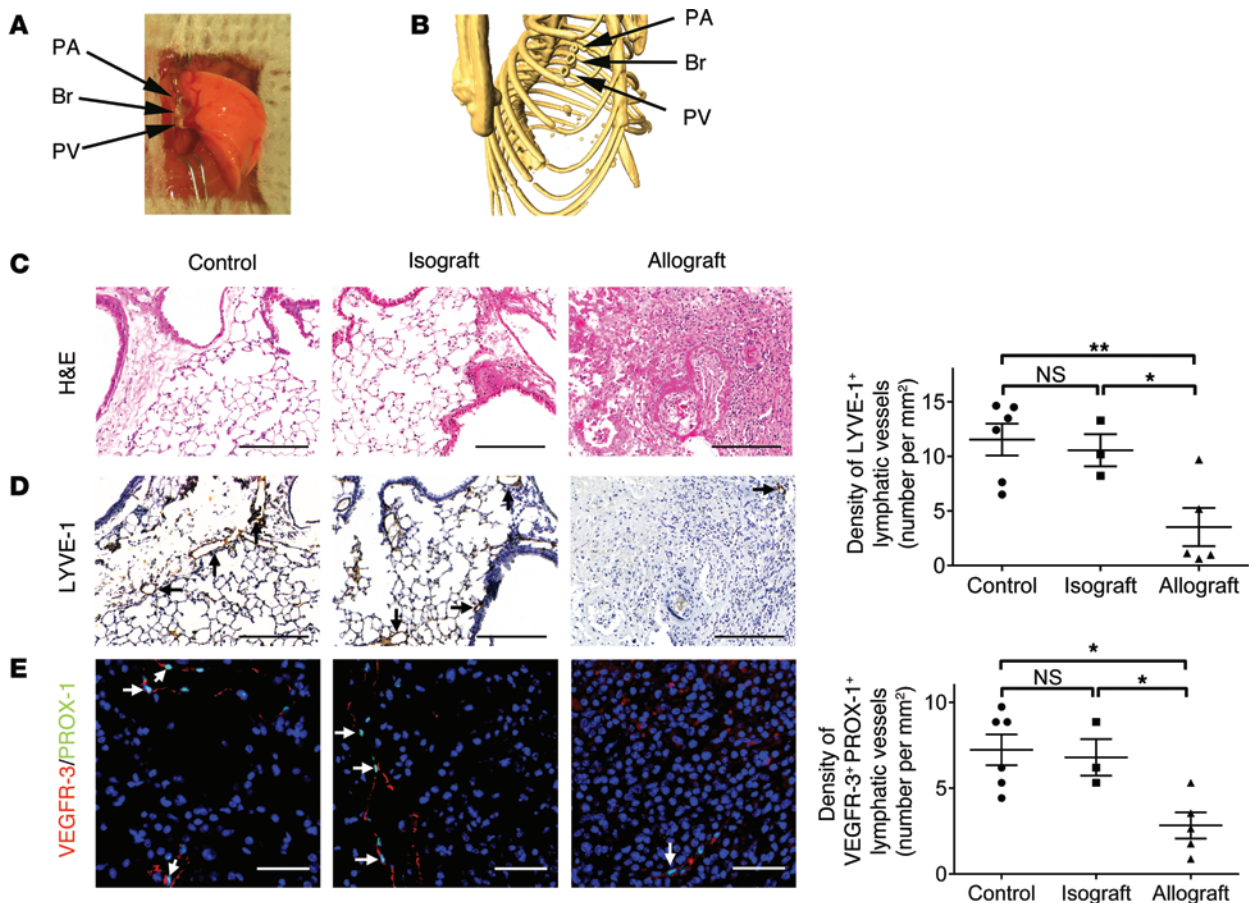 A
PA
Br
PV
B
PA
Br
PV
C
Control
Isograft
Allograft
H&E
D
LYVE-1
E
VEGFR-3/PROX-1
Density of LYVE-1⁺
lymphatic vessels
(number per mm²)
15
10
5
0
**
NS
*
Control
Isograft
Allograft
Density of
VEGFR-3⁺ PROX-1⁺
lymphatic vessels
(number per mm²)
10
5
0
*
NS
*
Control
Isograft
Allograft